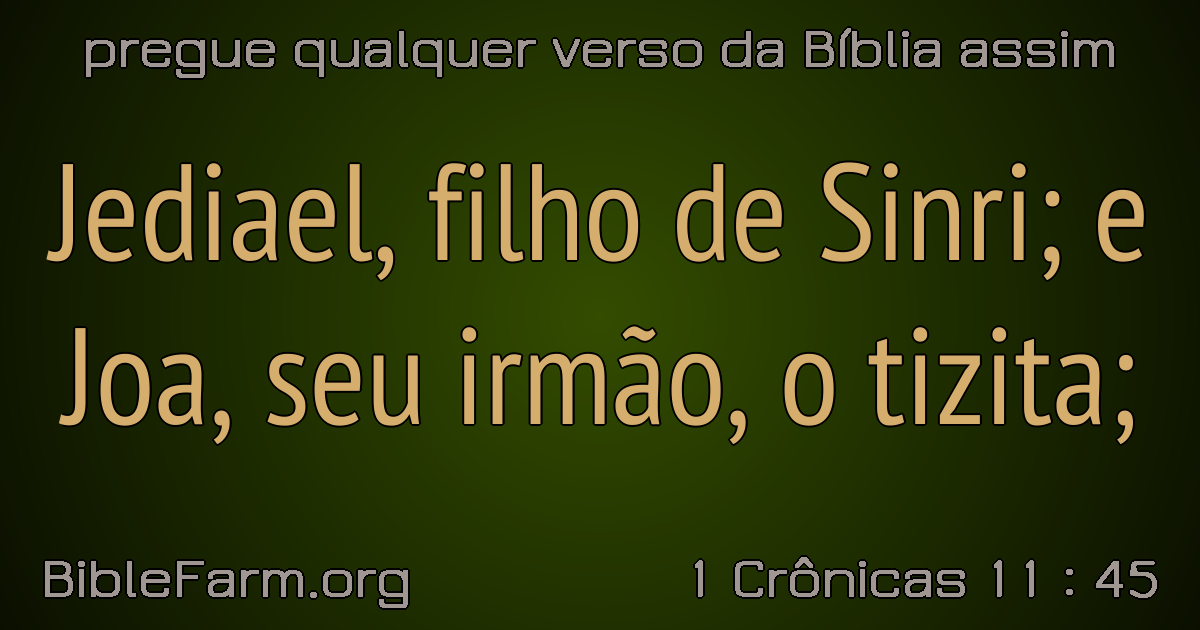 pregue qualquer verso da Bíblia assim
Jediael, filho de Sinri; e
Joa, seu irmão, o tizita;
BibleFarm.org
1 Crônicas 11 : 45